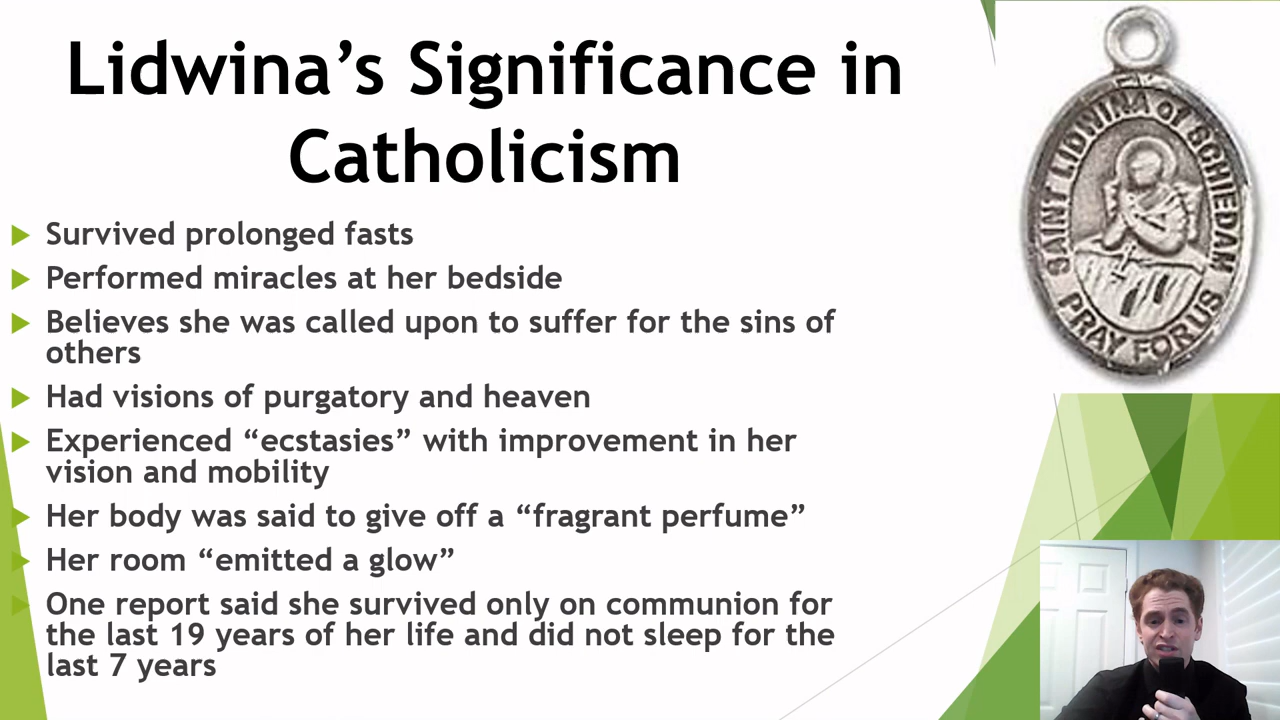 Lidwina’s Significance in
Catholicism
Survived prolonged fasts
Performed miracles at her bedside
Believes she was called upon to suffer for the sins of
others
Had visions of purgatory and heaven
Experienced “ecstasies” with improvement in her
vision and mobility
Her body was said to give off a “fragrant perfume”
Her room “emitted a glow”
One report said she survived only on communion for
the last 19 years of her life and did not sleep for the
last 7 years
SAINT LIDWINA of SCHIEDAM
PRAY FOR US